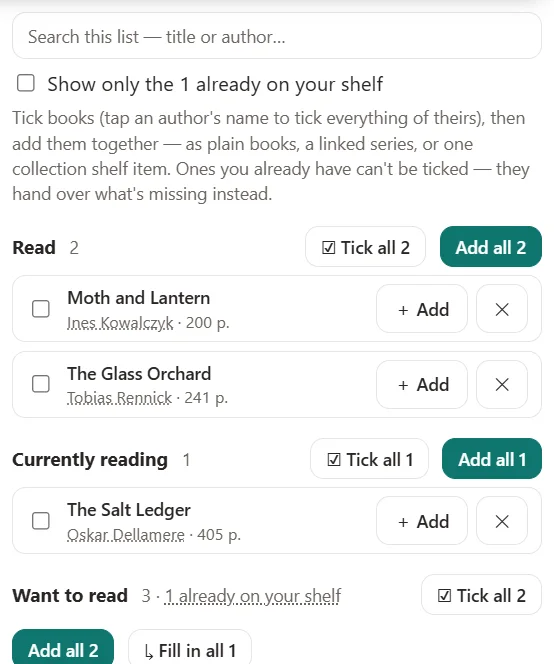 Search this list — title or author...
Show only the 1 already on your shelf
Tick books (tap an author's name to tick everything of theirs), then
add them together — as plain books, a linked series, or one
collection shelf item. Ones you already have can't be ticked — they
hand over what's missing instead.
Read 2 ☑ Tick all 2 Add all 2
Moth and Lantern
Ines Kowalczyk · 200 p.
+ Add ×
The Glass Orchard
Tobias Rennick · 241 p.
+ Add ×
Currently reading 1 ☑ Tick all 1 Add all 1
The Salt Ledger
Oskar Dellamere · 405 p.
+ Add ×
Want to read 3 · 1 already on your shelf ☑ Tick all 2
Add all 2 ↳ Fill in all 1